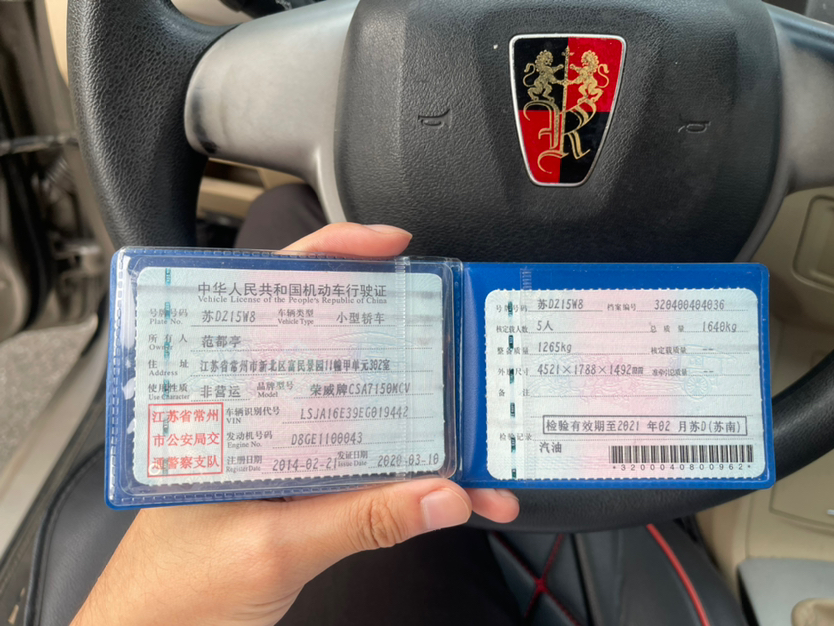 中华人民共和国机动车行驶证
Vehicle License of the People's Republic of China
号牌号码 苏D215W8 车辆类型 小型轿车
Plate No. Vehicle Type
所有人 范都亭
Owner
住址 江苏省常州市新北区富民景园11幢甲单元302室
Address
使用性质 非营运 品牌型号 荣威牌CSA7150MCV
Use Character Model
江苏省常州
市公安局交
通警察支队
车辆识别代号 LSJA16E39EG019442
VIN
发动机号码 D8GE1100043
Engine No.
注册日期 2014-02-21 发证日期 2020-03-10
Register Date Issue Date
号牌号码 苏D215W8 档案编号 320400404036
核定载人数 5人 总质量 1640kg
整备质量 1265kg 核定载质量 --
外廓尺寸 4521×1788×1492mm 准牵引总质量 --
备注
检验有效期至2021 年02 月苏D(苏南)
检验记录
汽油
*3200040800962*
R